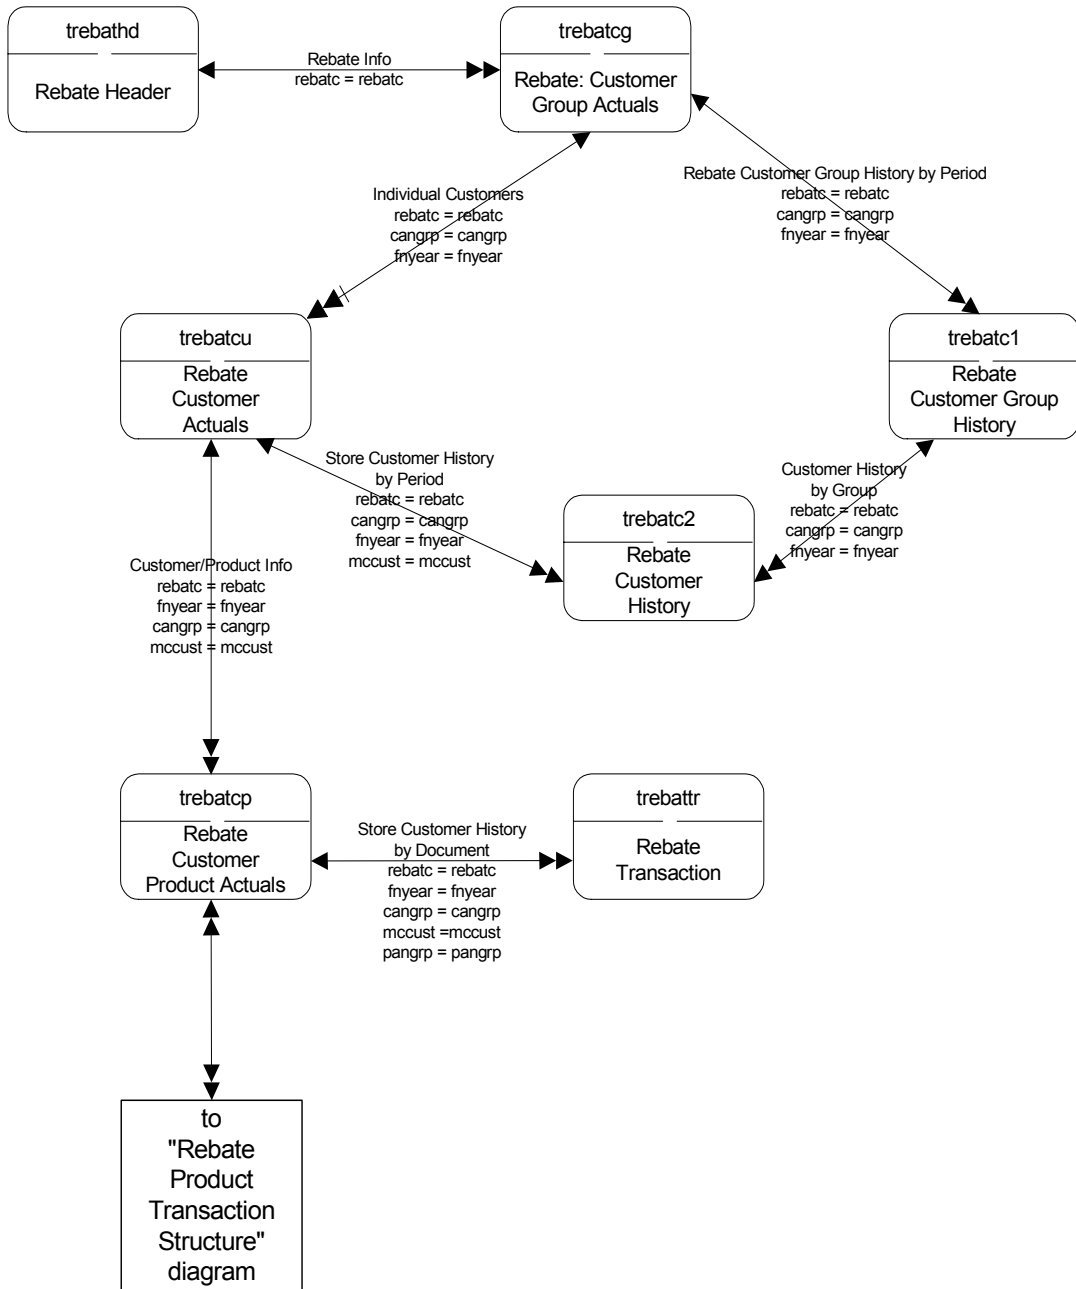 trebathd
Rebate Header
Rebate Info
rebatc = rebatc
trebatcg
Rebate: Customer
Group Actuals
Individual Customers
rebatc = rebatc
cangrp = cangrp
fnyear = fnyear
Rebate Customer Group History by Period
rebatc = rebatc
cangrp = cangrp
fnyear = fnyear
trebatcu
Rebate
Customer
Actuals
trebatc1
Rebate
Customer Group
History
Store Customer History
by Period
rebatc = rebatc
cangrp = cangrp
fnyear = fnyear
mccust = mccust
trebatc2
Rebate
Customer
History
Customer History
by Group
rebatc = rebatc
cangrp = cangrp
fnyear = fnyear
Customer/Product Info
rebatc = rebatc
fnyear = fnyear
cangrp = cangrp
mccust = mccust
trebatcp
Rebate
Customer
Product Actuals
Store Customer History
by Document
rebatc = rebatc
fnyear = fnyear
cangrp = cangrp
mccust =mccust
pangrp = pangrp
trebattr
Rebate
Transaction
to
"Rebate
Product
Transaction
Structure"
diagram